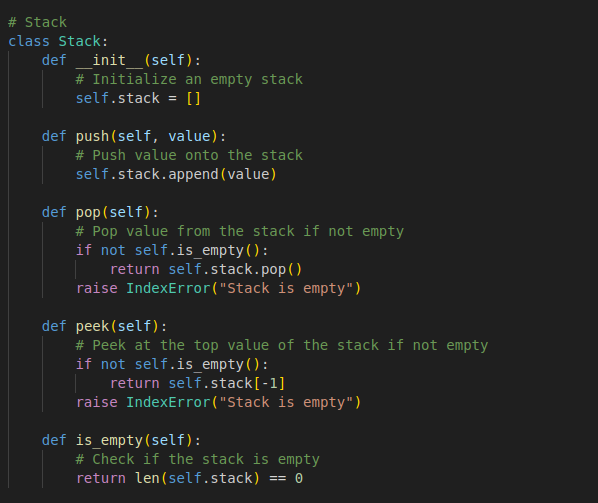 # Stack
class Stack:
    def __init__(self):
        # Initialize an empty stack
        self.stack = []

    def push(self, value):
        # Push value onto the stack
        self.stack.append(value)

    def pop(self):
        # Pop value from the stack if not empty
        if not self.is_empty():
            return self.stack.pop()
        raise IndexError("Stack is empty")

    def peek(self):
        # Peek at the top value of the stack if not empty
        if not self.is_empty():
            return self.stack[-1]
        raise IndexError("Stack is empty")

    def is_empty(self):
        # Check if the stack is empty
        return len(self.stack) == 0